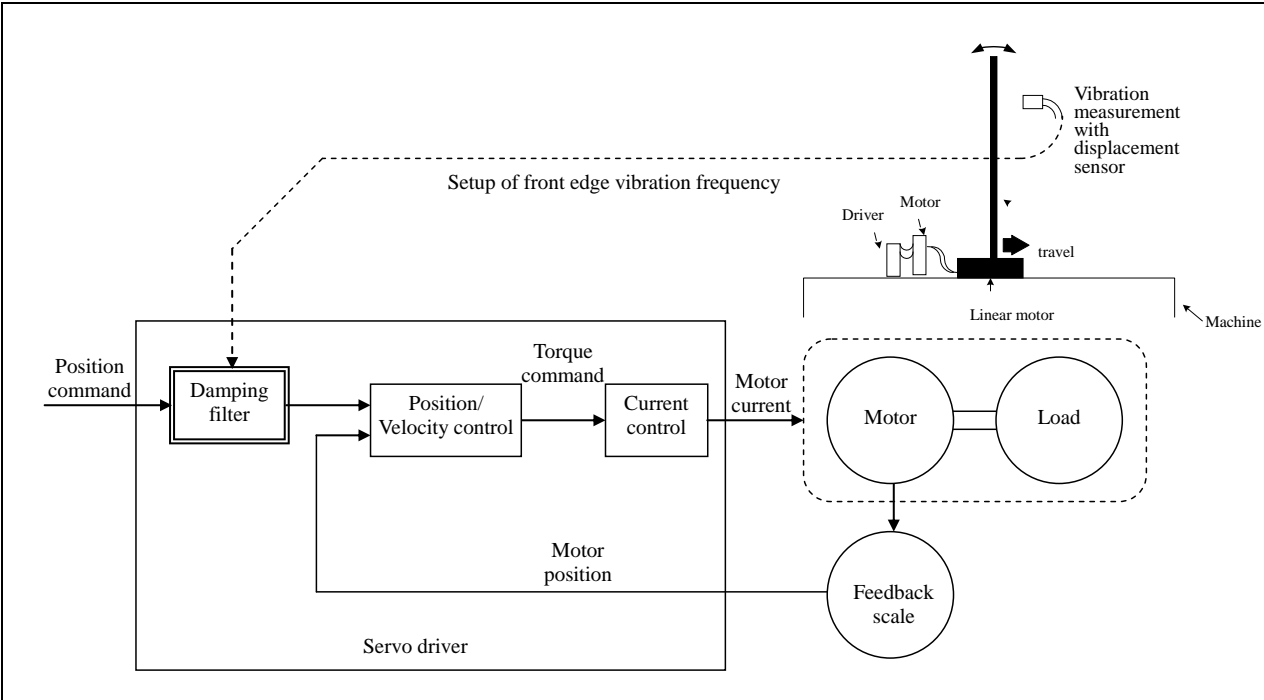 Vibration
measurement
with
displacement
sensor
Setup of front edge vibration frequency
Motor
Driver
travel
Linear motor
Machine
Position
command
Damping
filter
Position/
Velocity control
Torque
command
Current
control
Motor
current
Motor
Load
Motor
position
Feedback
scale
Servo driver